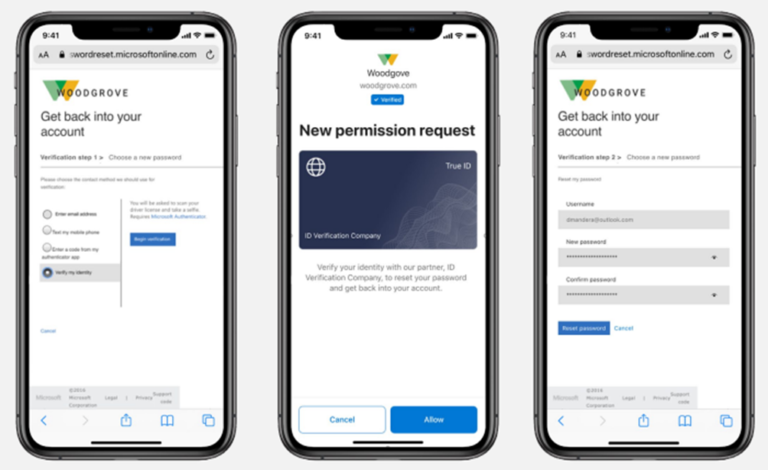 9:41
AA swordreset.microsoftonline.com
WOODGROVE
Get back into your
account
Verification step 1 > Choose a new password
Please choose the contact method we should use for
verification:
Enter email address
Text my mobile phone
Enter a code from my
authenticator app
Verify my identity
You will be asked to scan your
driver license and take a selfie.
Requires Microsoft Authenticator.
Begin verification
Cancel
Microsoft
©2016
Microsoft
Corporation
Legal | Privacy
Support
code
9:41
Woodgove
woodgrove.com
Verified
New permission request
True ID
ID Verification Company
Verify your identity with our partner, ID
Verification Company, to reset your password
and get back into your account.
Cancel
Allow
9:41
AA swordreset.microsoftonline.com
WOODGROVE
Get back into your
account
Verification step 2 > Choose a new password
Reset my password
Username
dmandera@outlook.com
New password
Confirm password
Reset password
Cancel
Microsoft
©2016
Microsoft
Corporation
Legal | Privacy
Support
code